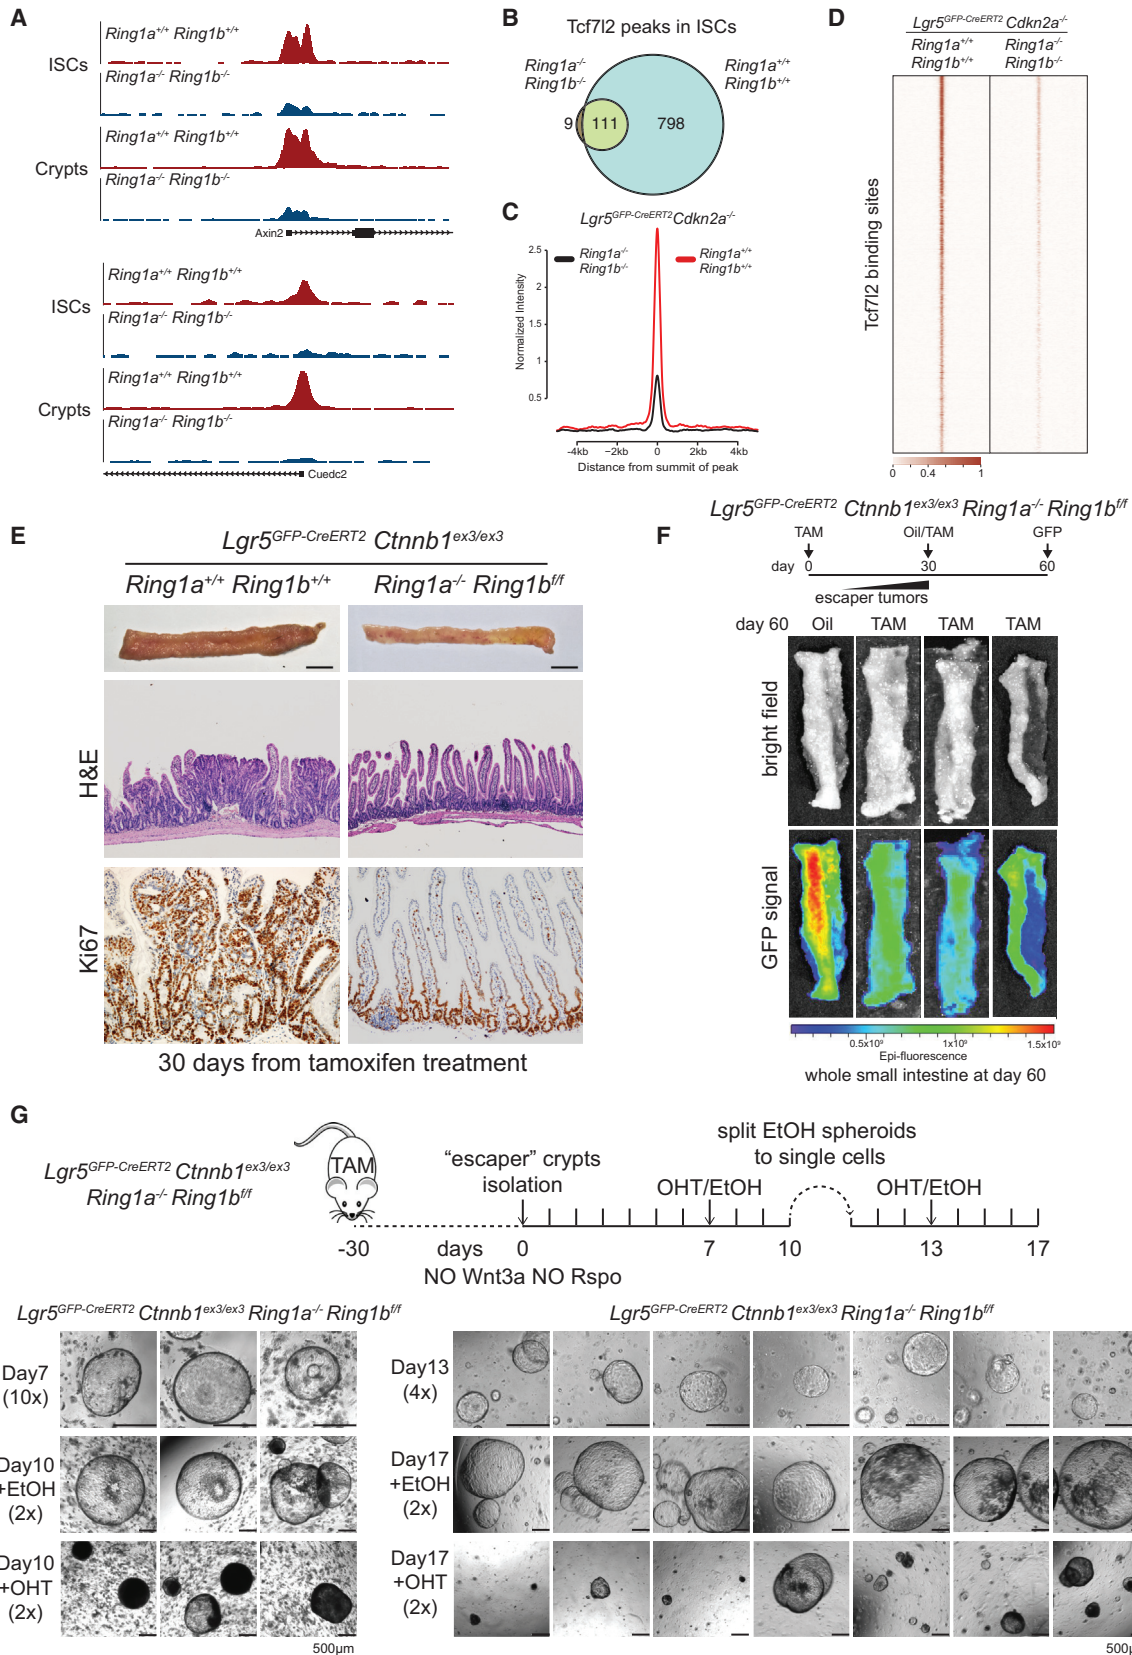 A
Ring1a+/+ Ring1b+/+
ISCs
Ring1a-/- Ring1b-/-
Ring1a+/+ Ring1b+/+
Crypts
Ring1a-/- Ring1b-/-
Axin2
Ring1a+/+ Ring1b+/+
ISCs
Ring1a-/- Ring1b-/-
Ring1a+/+ Ring1b+/+
Crypts
Ring1a-/- Ring1b-/-
Cuedc2
B
Tcf7l2 peaks in ISCs
Ring1a-/-
Ring1b-/-
Ring1a+/+
Ring1b+/+
9 111 798
C
Lgr5GFP-CreERT2Cdkn2a-/-
Ring1a-/-
Ring1b-/-
Ring1a+/+
Ring1b+/+
Normalized Intensity
2.5
2
1.5
1
0.5
-4kb -2kb 0 2kb 4kb
Distance from summit of peak
D
Lgr5GFP-CreERT2 Cdkn2a-/-
Ring1a+/+ Ring1a-/-
Ring1b+/+ Ring1b-/-
Tcf7l2 binding sites
0 0.4 1
E
Lgr5GFP-CreERT2 Ctnnb1ex3/ex3
Ring1a+/+ Ring1b+/+ Ring1a-/- Ring1bf/f
H&E
Ki67
30 days from tamoxifen treatment
F
Lgr5GFP-CreERT2 Ctnnb1ex3/ex3 Ring1a-/- Ring1bf/f
TAM Oil/TAM GFP
day 0 30 60
escaper tumors
day 60 Oil TAM TAM TAM
bright field
GFP signal
0.5x10⁹ 1x10⁹ 1.5x10⁹
Epi-fluorescence
whole small intestine at day 60
G
Lgr5GFP-CreERT2 Ctnnb1ex3/ex3
Ring1a-/- Ring1bf/f
TAM
"escaper" crypts
isolation
split EtOH spheroids
to single cells
OHT/EtOH OHT/EtOH
-30 days 0 7 10 13 17
NO Wnt3a NO Rspo
Lgr5GFP-CreERT2 Ctnnb1ex3/ex3 Ring1a-/- Ring1bf/f
Day7
(10x)
Day10
+EtOH
(2x)
Day10
+OHT
(2x)
500µm
Lgr5GFP-CreERT2 Ctnnb1ex3/ex3 Ring1a-/- Ring1bf/f
Day13
(4x)
Day17
+EtOH
(2x)
Day17
+OHT
(2x)
500µ